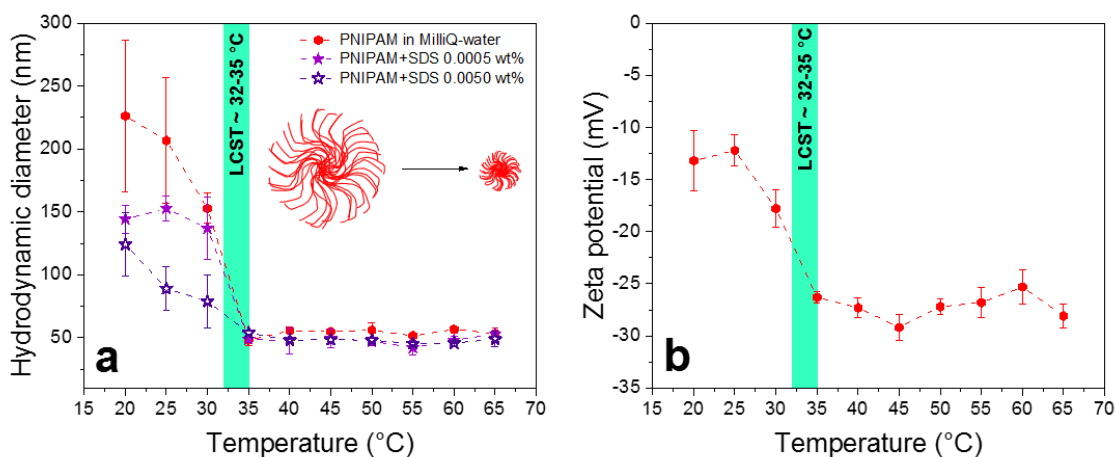 300
250
200
150
100
50
Hydrodynamic diameter (nm)
LCST ~ 32-35 °C
PNIPAM in MilliQ-water
PNIPAM+SDS 0.0005 wt%
PNIPAM+SDS 0.0050 wt%
a
15 20 25 30 35 40 45 50 55 60 65 70
Temperature (°C)
-0
-5
-10
-15
-20
-25
-30
-35
Zeta potential (mV)
LCST ~ 32-35 °C
b
15 20 25 30 35 40 45 50 55 60 65 70
Temperature (°C)